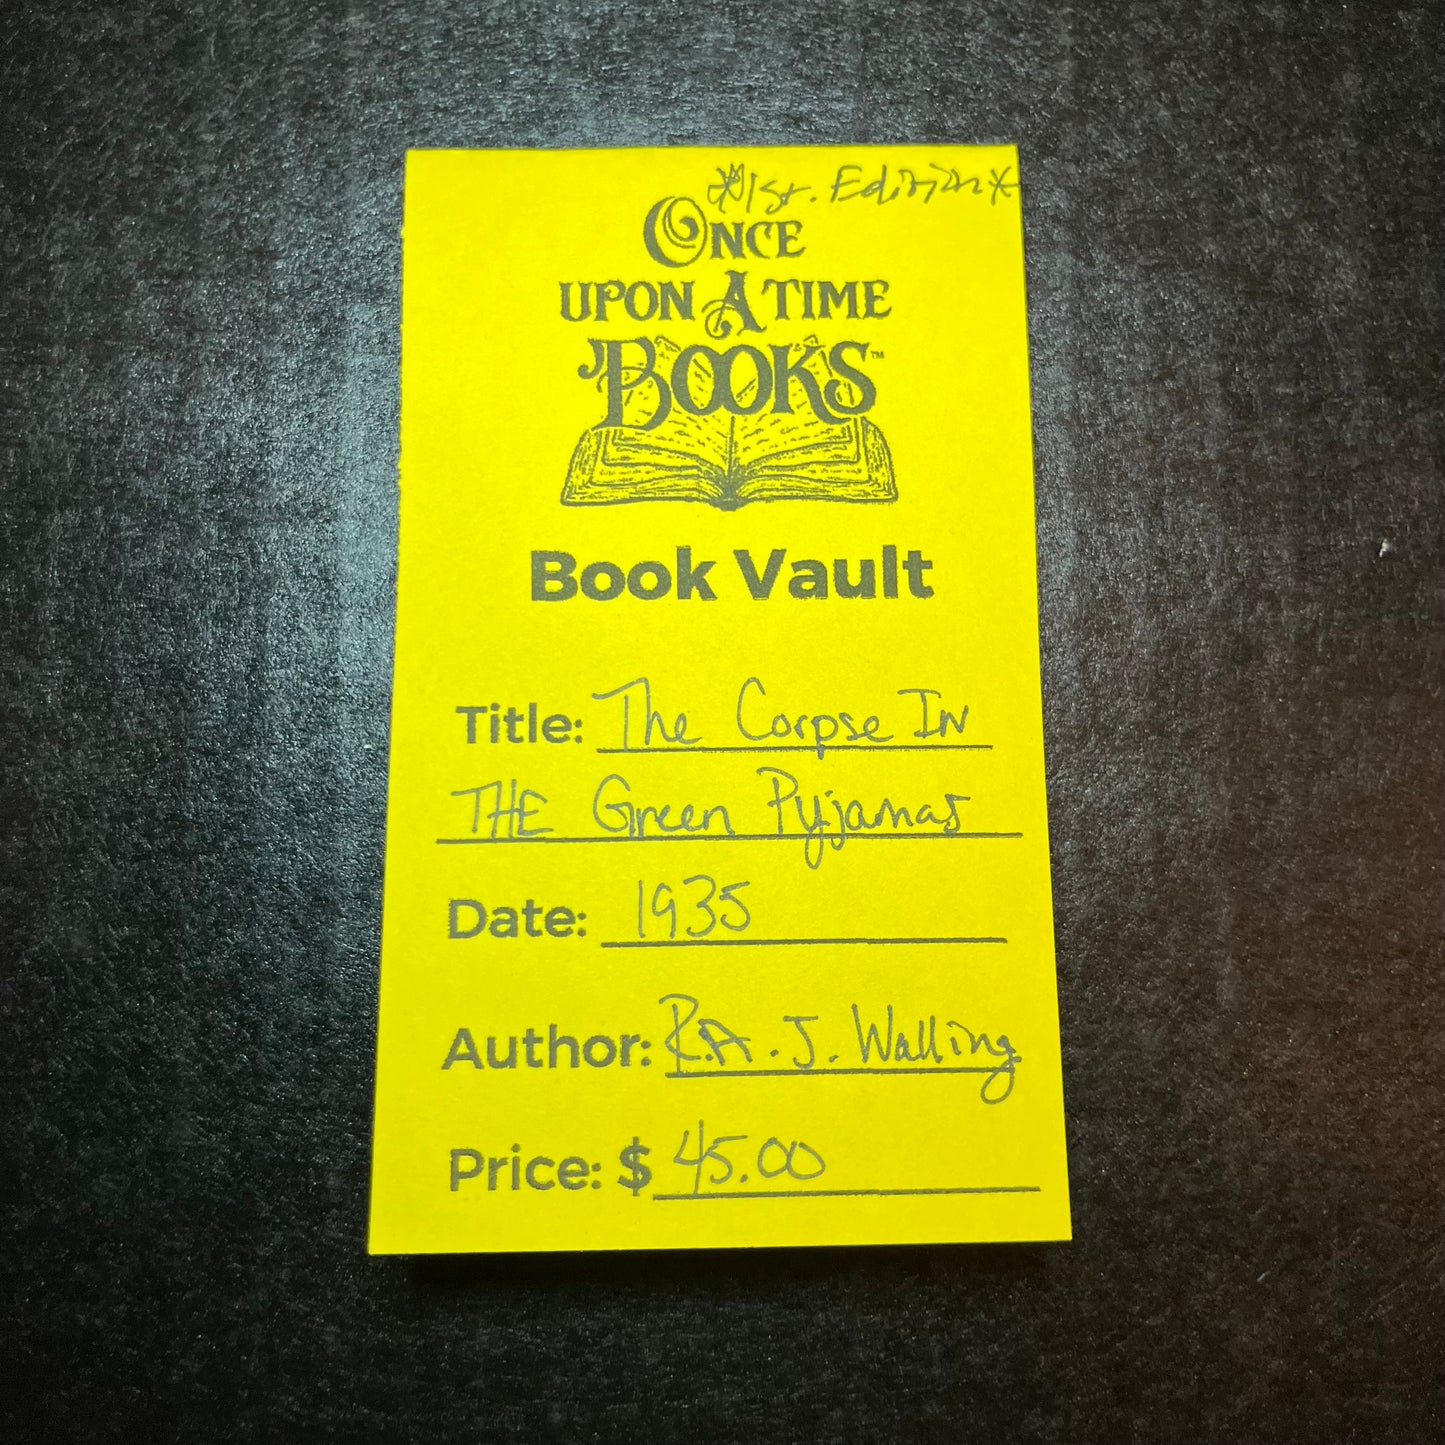 *1st. Edition*
ONCE
UPON A TIME
BOOKS™
Book Vault
Title: The Corpse In
THE Green Pyjamas
Date: 1935
Author: R.A.J. Walling
Price: $ 45.00